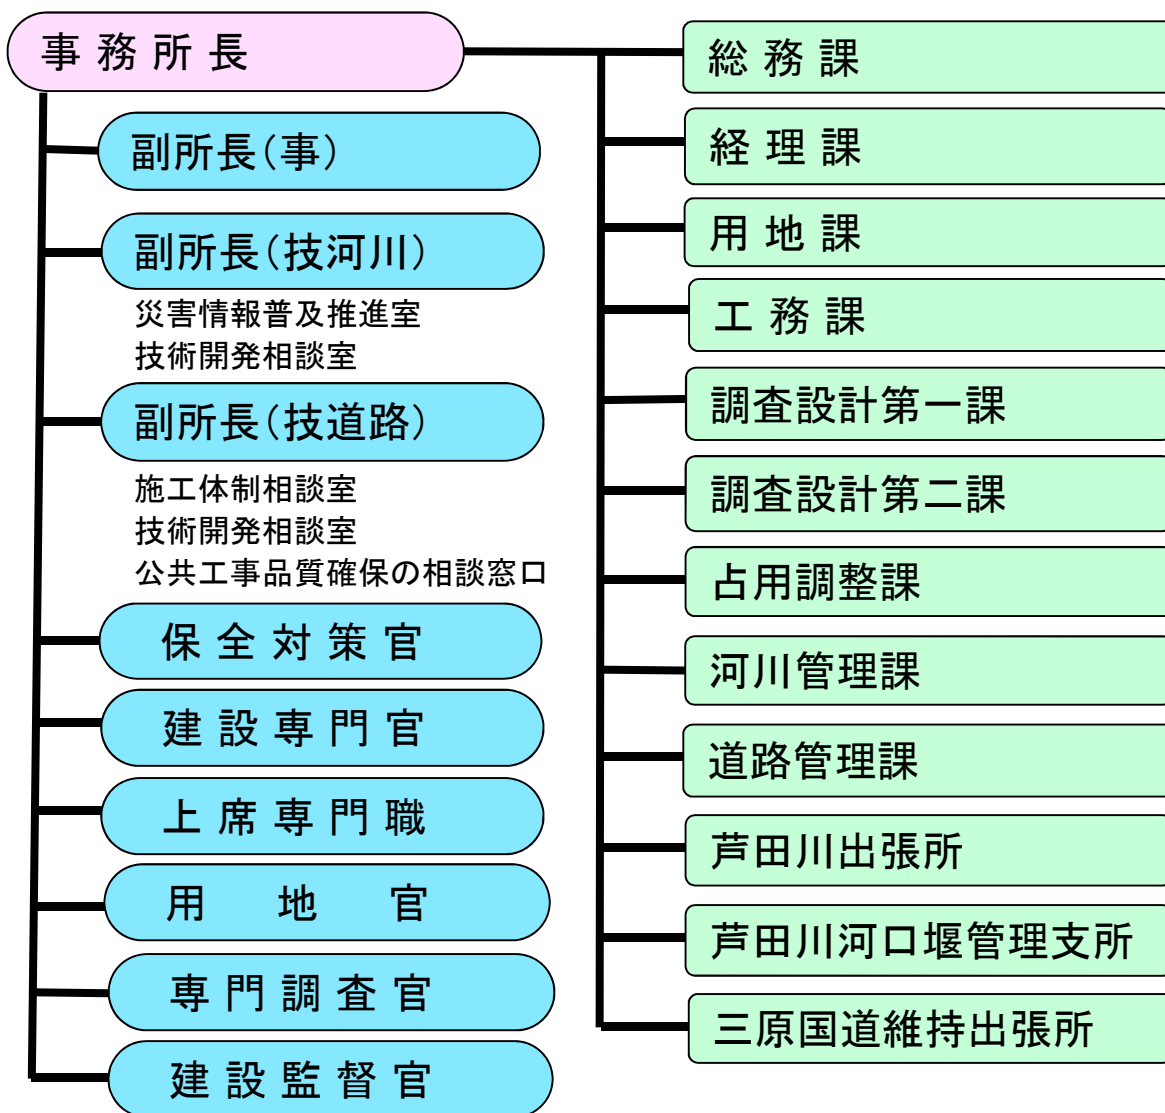 事務所長
副所長（事）
副所長（技河川）
災害情報普及推進室
技術開発相談室
副所長（技道路）
施工体制相談室
技術開発相談室
公共工事品質確保の相談窓口
保全対策官
建設専門官
上席専門職
用地官
専門調査官
建設監督官
総務課
経理課
用地課
工務課
調査設計第一課
調査設計第二課
占用調整課
河川管理課
道路管理課
芦田川出張所
芦田川河口堰管理支所
三原国道維持出張所